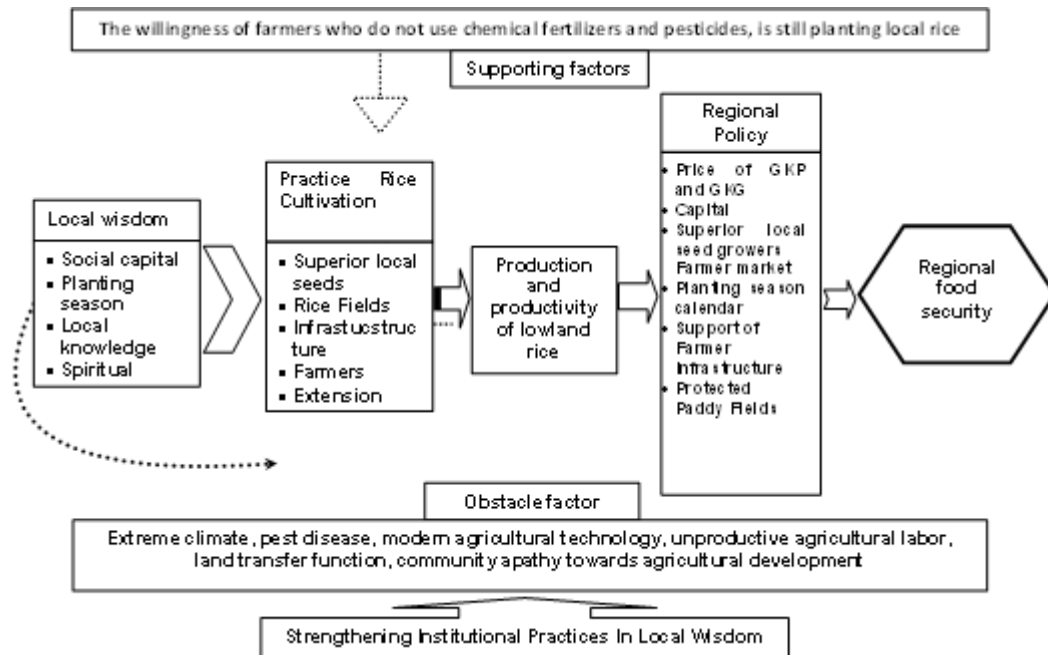 The willingness of farmers who do not use chemical fertilizers and pesticides, is still planting local rice
Supporting factors
Local wisdom
▪ Social capital
▪ Planting
season
▪ Local
knowledge
▪ Spiritual
Practice Rice
Cultivation
▪ Superior local
seeds
▪ Rice Fields
▪ Infrastucstruc
ture
▪ Farmers
▪ Extension
Production
and
productivity
of lowland
rice
Regional
Policy
• Price of GKP
and GKG
• Capital
• Superior local
seed growers
Farmer market
• Planting season
calendar
• Support of
Farmer
Infrastructure
• Protected
Paddy Fields
Regional
food
security
Obstacle factor
Extreme climate, pest disease, modern agricultural technology, unproductive agricultural labor,
land transfer function, community apathy towards agricultural development
Strengthening Institutional Practices In Local Wisdom